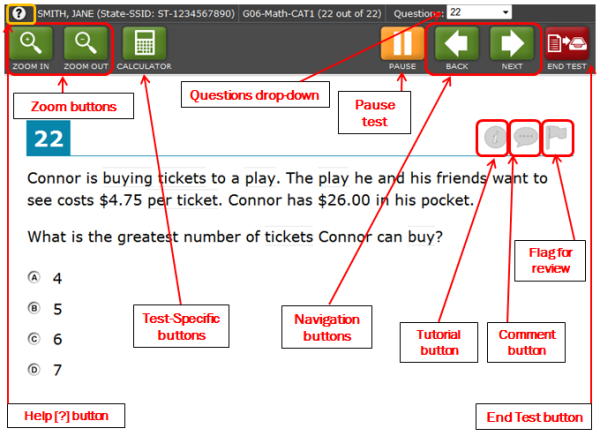 ? SMITH, JANE (State-SSID: ST-1234567890) G06-Math-CAT1 (22 out of 22) Questions: 22
ZOOM IN ZOOM OUT CALCULATOR PAUSE BACK NEXT END TEST
Zoom buttons
Questions drop-down
Pause
test
22
Connor is buying tickets to a play. The play he and his friends want to
see costs $4.75 per ticket. Connor has $26.00 in his pocket.
What is the greatest number of tickets Connor can buy?
Flag for
review
A 4
B 5
C 6
D 7
Test-Specific
buttons
Navigation
buttons
Tutorial
button
Comment
button
Help [?] button
End Test button